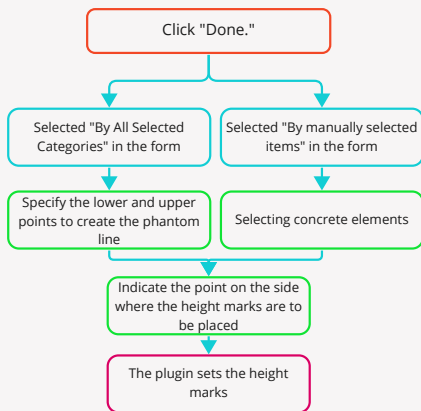 Click "Done."
Selected "By All Selected
Categories" in the form
Selected "By manually selected
items" in the form
Specify the lower and upper
points to create the phantom
line
Selecting concrete elements
Indicate the point on the side
where the height marks are to
be placed
The plugin sets the height
marks